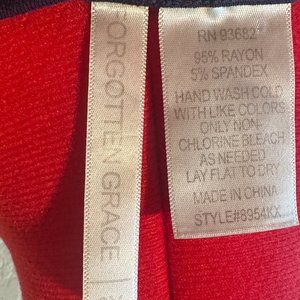 FORGOTTEN GRACE |
RN 93682
95% RAYON
5% SPANDEX
HAND WASH COLD
WITH LIKE COLORS
ONLY NON-
CHLORINE BLEACH
AS NEEDED
LAY FLAT TO DRY
MADE IN CHINA
STYLE#8954KX